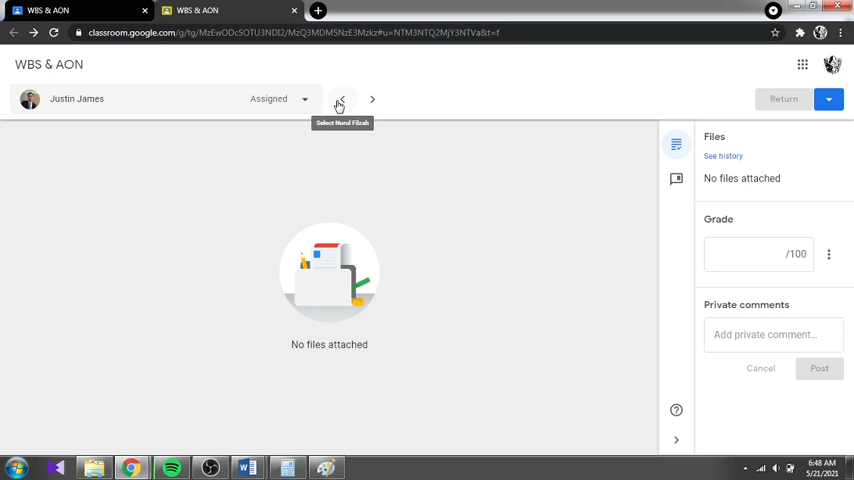 WBS & AON
WBS & AON
classroom.google.com/g/tg/MzEwODc5OTU3NDI2/MzQ3MDM5NzE3Mzkz#u=NTM3NTQ2MjY3NTVa&t=f
WBS & AON
Justin James
Assigned
Return
Select Nurul Filzah
Files
See history
No files attached
Grade
/100
Private comments
Add private comment...
Cancel
Post
No files attached
6:48 AM
5/21/2021